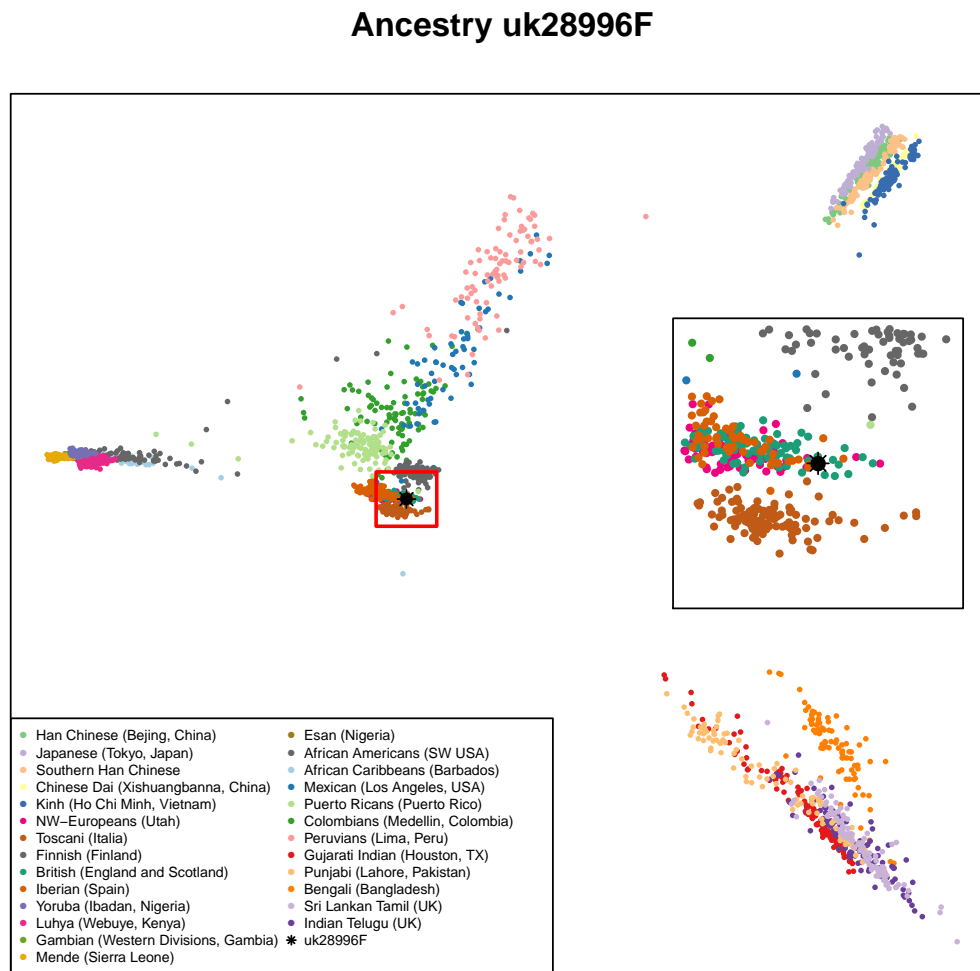 Ancestry uk28996F
Han Chinese (Bejing, China)
Japanese (Tokyo, Japan)
Southern Han Chinese
Chinese Dai (Xishuangbanna, China)
Kinh (Ho Chi Minh, Vietnam)
NW−Europeans (Utah)
Toscani (Italia)
Finnish (Finland)
British (England and Scotland)
Iberian (Spain)
Yoruba (Ibadan, Nigeria)
Luhya (Webuye, Kenya)
Gambian (Western Divisions, Gambia)
Mende (Sierra Leone)
Esan (Nigeria)
African Americans (SW USA)
African Caribbeans (Barbados)
Mexican (Los Angeles, USA)
Puerto Ricans (Puerto Rico)
Colombians (Medellin, Colombia)
Peruvians (Lima, Peru)
Gujarati Indian (Houston, TX)
Punjabi (Lahore, Pakistan)
Bengali (Bangladesh)
Sri Lankan Tamil (UK)
Indian Telugu (UK)
uk28996F